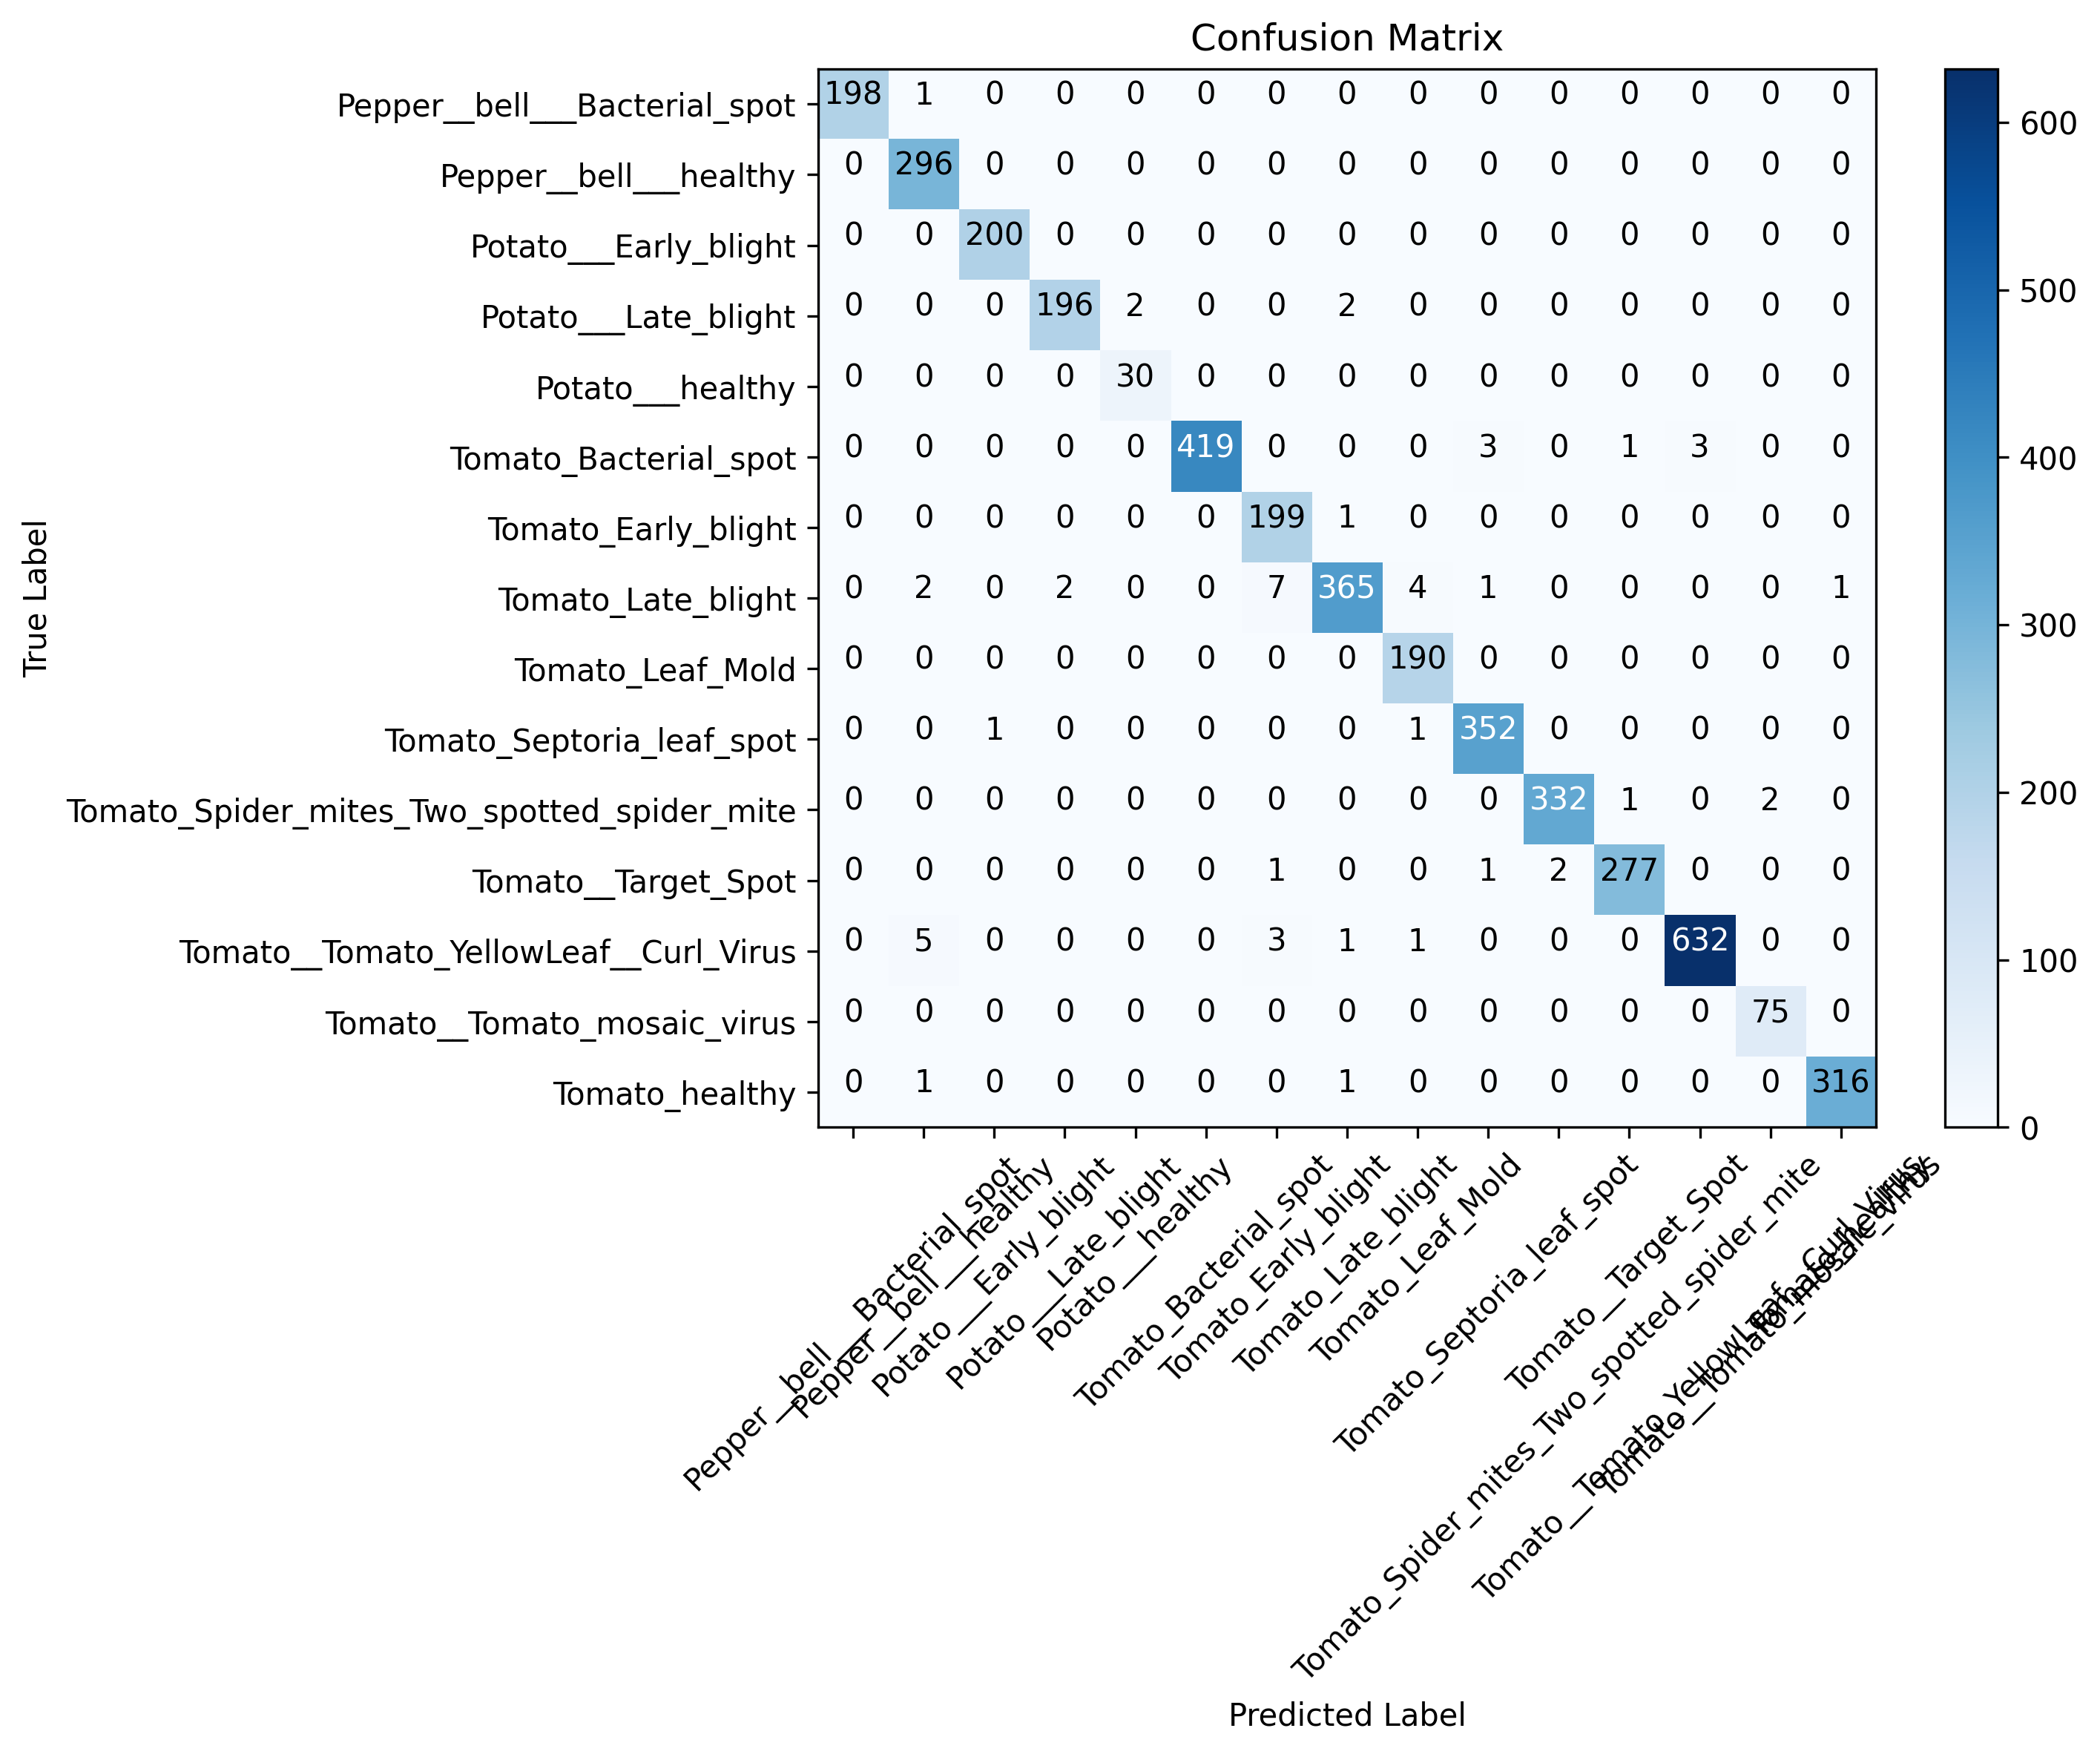 Confusion Matrix
True Label
Pepper__bell___Bacterial_spot 198 1 0 0 0 0 0 0 0 0 0 0 0 0 0
Pepper__bell___healthy 0 296 0 0 0 0 0 0 0 0 0 0 0 0 0
Potato___Early_blight 0 0 200 0 0 0 0 0 0 0 0 0 0 0 0
Potato___Late_blight 0 0 0 196 2 0 0 2 0 0 0 0 0 0 0
Potato___healthy 0 0 0 0 30 0 0 0 0 0 0 0 0 0 0
Tomato_Bacterial_spot 0 0 0 0 0 419 0 0 0 3 0 1 3 0 0
Tomato_Early_blight 0 0 0 0 0 0 199 1 0 0 0 0 0 0 0
Tomato_Late_blight 0 2 0 2 0 0 7 365 4 1 0 0 0 0 1
Tomato_Leaf_Mold 0 0 0 0 0 0 0 0 190 0 0 0 0 0 0
Tomato_Septoria_leaf_spot 0 0 1 0 0 0 0 0 1 352 0 0 0 0 0
Tomato_Spider_mites_Two_spotted_spider_mite 0 0 0 0 0 0 0 0 0 0 332 1 0 2 0
Tomato__Target_Spot 0 0 0 0 0 0 1 0 0 1 2 277 0 0 0
Tomato__Tomato_YellowLeaf__Curl_Virus 0 5 0 0 0 0 3 1 1 0 0 0 632 0 0
Tomato__Tomato_mosaic_virus 0 0 0 0 0 0 0 0 0 0 0 0 0 75 0
Tomato_healthy 0 1 0 0 0 0 0 1 0 0 0 0 0 0 316
600
500
400
300
200
100
0
Pepper__bell___Bacterial_spot
Pepper__bell___healthy
Potato___Early_blight
Potato___Late_blight
Potato___healthy
Tomato_Bacterial_spot
Tomato_Early_blight
Tomato_Late_blight
Tomato_Leaf_Mold
Tomato_Septoria_leaf_spot
Tomato_Spider_mites_Two_spotted_spider_mite
Tomato__Target_Spot
Tomato__Tomato_YellowLeaf__Curl_Virus
Tomato__Tomato_mosaic_virus
Tomato_healthy
Predicted Label